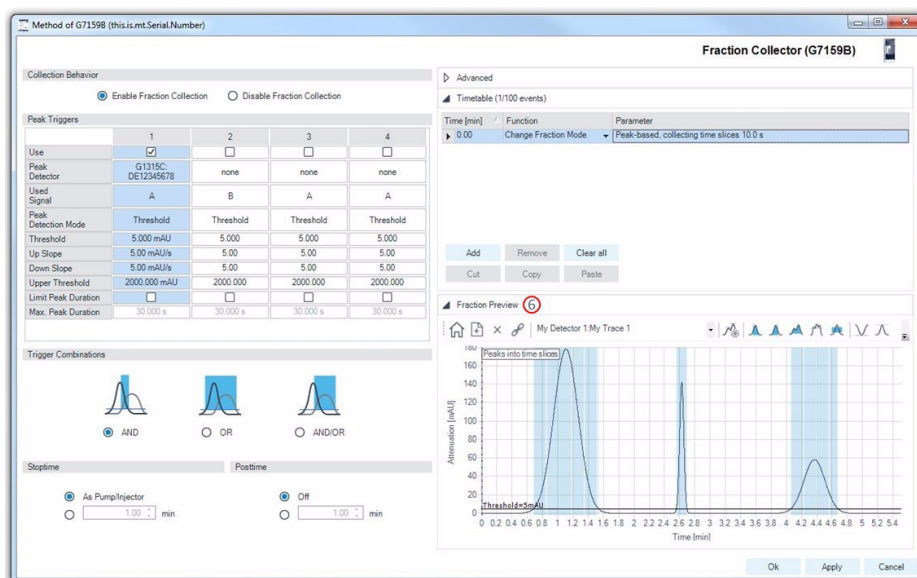 Method of G7159B (this.is.mt.Serial.Number)
Fraction Collector (G7159B)
Collection Behavior
Enable Fraction Collection Disable Fraction Collection
Peak Triggers
1 2 3 4
Use
Peak Detector G1315C: DE12345678 none none none
Used Signal A B A A
Peak Detection Mode Threshold Threshold Threshold Threshold
Threshold 5.000 mAU 5.000 5.000 5.000
Up Slope 5.00 mAU/s 5.00 5.00 5.00
Down Slope 5.00 mAU/s 5.00 5.00 5.00
Upper Threshold 2000.000 mAU 2000.000 2000.000 2000.000
Limit Peak Duration
Max. Peak Duration 30.000 s 30.000 s 30.000 s 30.000 s
Trigger Combinations
AND OR AND/OR
Stoptime Posttime
As Pump/Injector Off
1.00 min 1.00 min
Advanced
Timetable (1/100 events)
Time [min] Function Parameter
0.00 Change Fraction Mode Peak-based, collecting time slices 10.0 s
Add Remove Clear all
Cut Copy Paste
Fraction Preview 6
My Detector 1:My Trace 1
Peaks into time slices
180
160
140
120
100
80
60
40
20
0
Attenuation [mAU]
Threshold=5mAU
0 0.2 0.4 0.6 0.8 1 1.2 1.4 1.6 1.8 2 2.2 2.4 2.6 2.8 3 3.2 3.4 3.6 3.8 4 4.2 4.4 4.6 4.8 5 5.2 5.4
Time [min]
Ok Apply Cancel